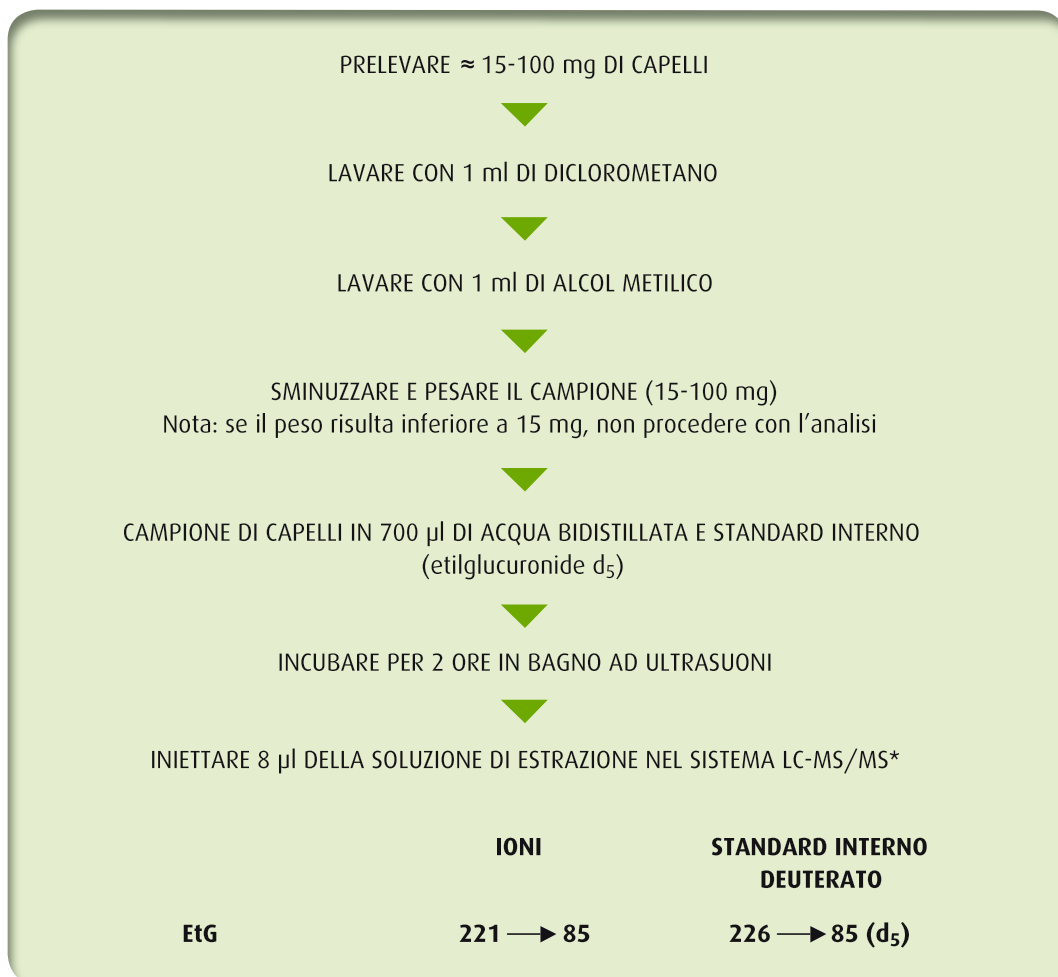 PRELEVARE ≈ 15-100 mg DI CAPELLI
LAVARE CON 1 ml DI DICLOROMETANO
LAVARE CON 1 ml DI ALCOL METILICO
SMINUZZARE E PESARE IL CAMPIONE (15-100 mg)
Nota: se il peso risulta inferiore a 15 mg, non procedere con l'analisi
CAMPIONE DI CAPELLI IN 700 µl DI ACQUA BIDISTILLATA E STANDARD INTERNO
(etilglucuronide d₅)
INCUBARE PER 2 ORE IN BAGNO AD ULTRASUONI
INIETTARE 8 µl DELLA SOLUZIONE DI ESTRAZIONE NEL SISTEMA LC-MS/MS*
IONI STANDARD INTERNO
DEUTERATO
EtG 221 → 85 226 → 85 (d₅)